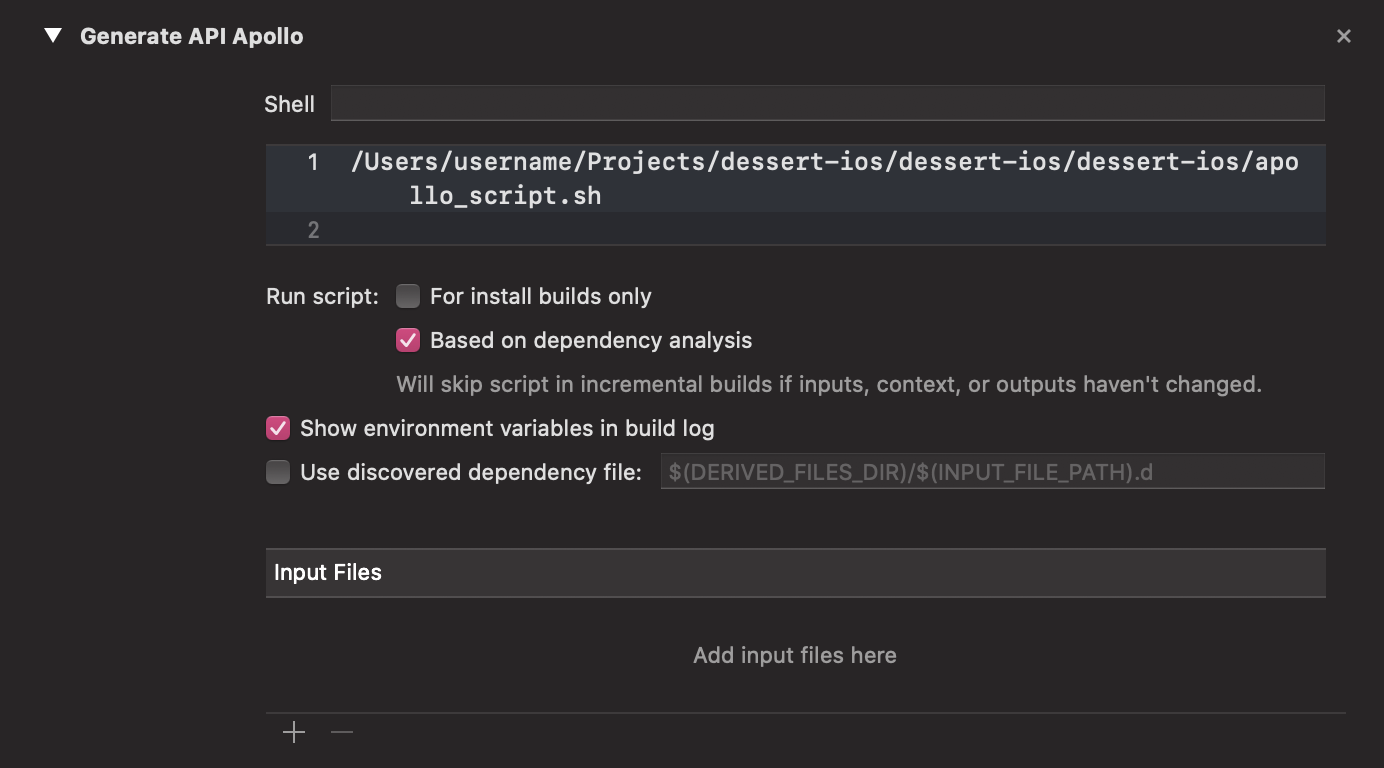 Generate API Apollo
Shell
1 /Users/username/Projects/dessert-ios/dessert-ios/dessert-ios/apo
llo_script.sh
2
Run script: For install builds only
Based on dependency analysis
Will skip script in incremental builds if inputs, context, or outputs haven't changed.
Show environment variables in build log
Use discovered dependency file: $(DERIVED_FILES_DIR)/$(INPUT_FILE_PATH).d
Input Files
Add input files here